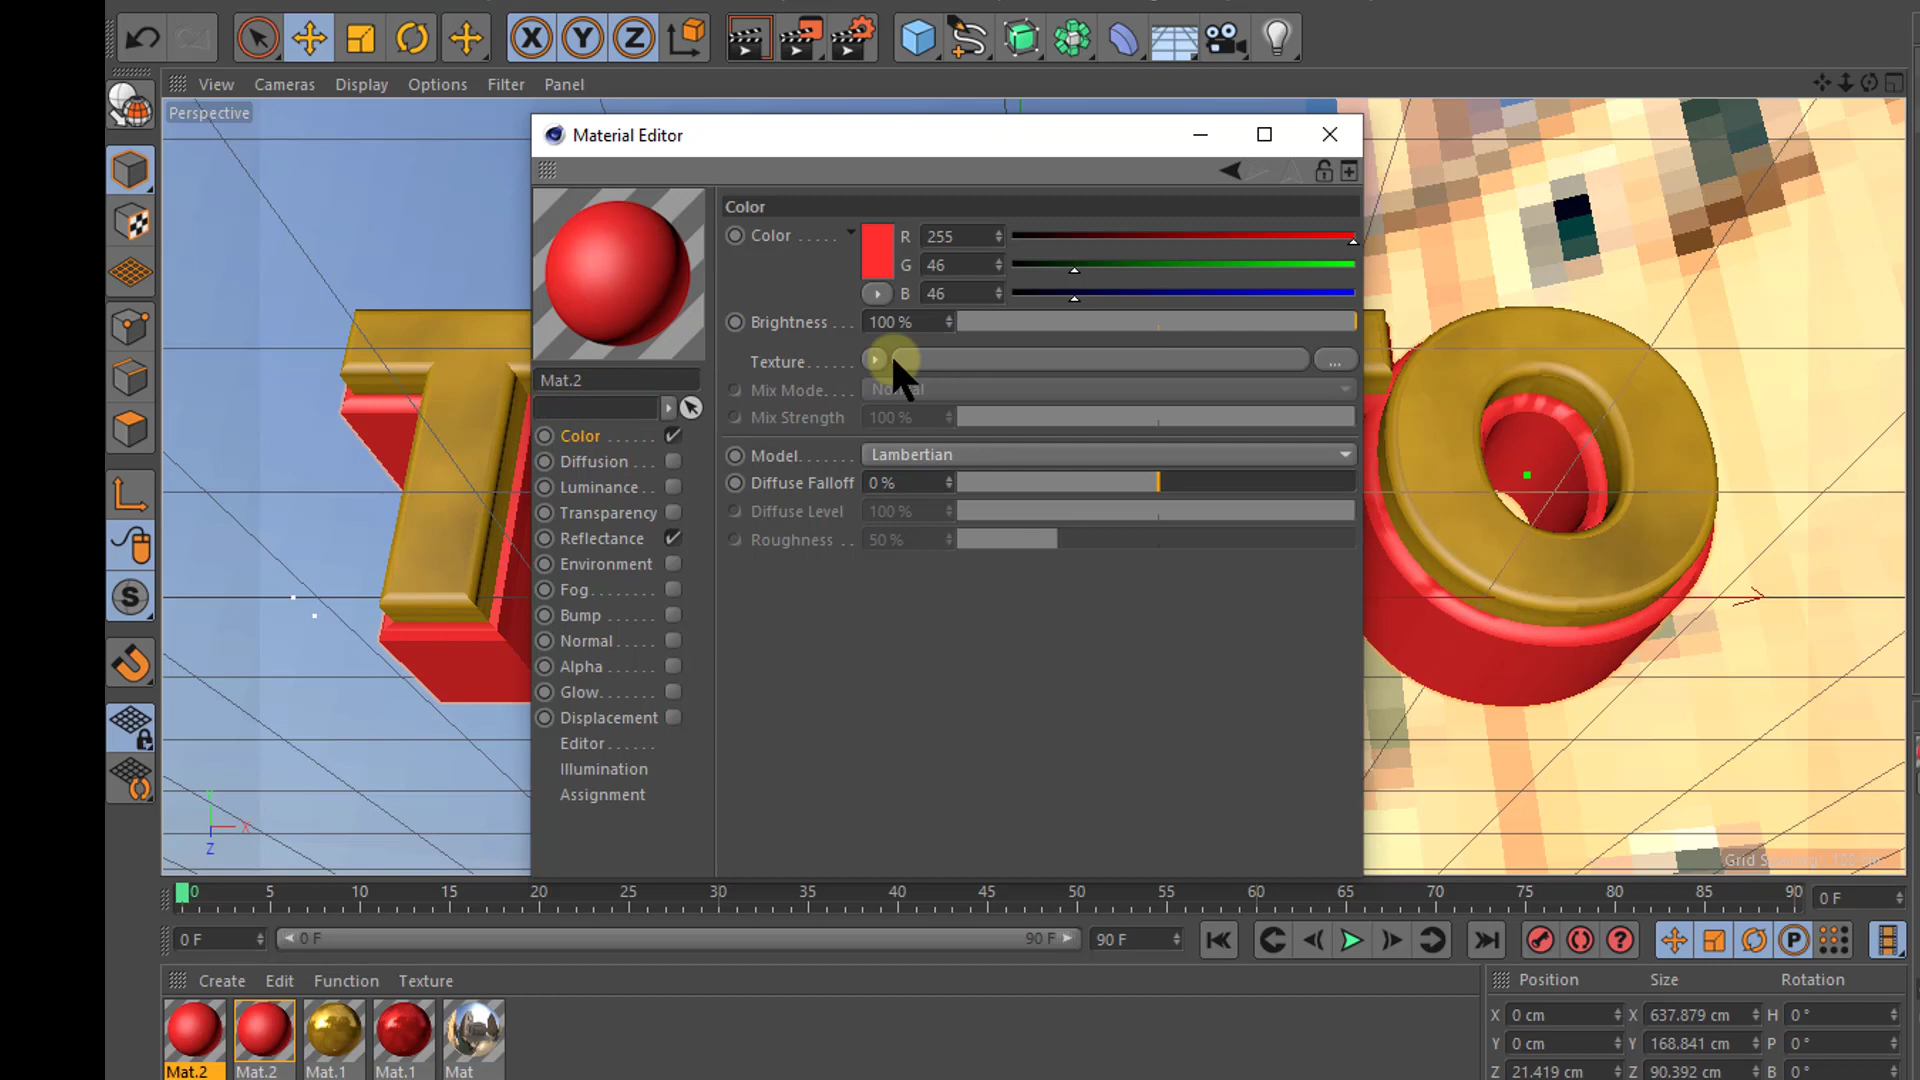 View Cameras Display Options Filter Panel
Perspective
Material Editor
Color
Color ..... R 255
G 46
B 46
Brightness ... 100 %
Texture...... ...
Mix Mode....
Mix Strength 100 %
Model....... Lambertian
Diffuse Falloff 0 %
Diffuse Level 100 %
Roughness .. 50 %
Mat.2
Color ......
Diffusion ...
Luminance..
Transparency
Reflectance
Environment
Fog........
Bump ......
Normal ....
Alpha ......
Glow......
Displacement
Editor......
Illumination
Assignment
X Y Z
Y X Z
0 5 10 15 20 25 30 35 40 45 50 55 60 65 70 75 80 85 90 0 F
0 F 0 F 90 F 90 F
Create Edit Function Texture
Mat.2 Mat.2 Mat.1 Mat.1 Mat
Position Size Rotation
X 0 cm X 637.879 cm H 0 °
Y 0 cm Y 168.841 cm P 0 °
Z 21.419 cm Z 90.392 cm B 0 °